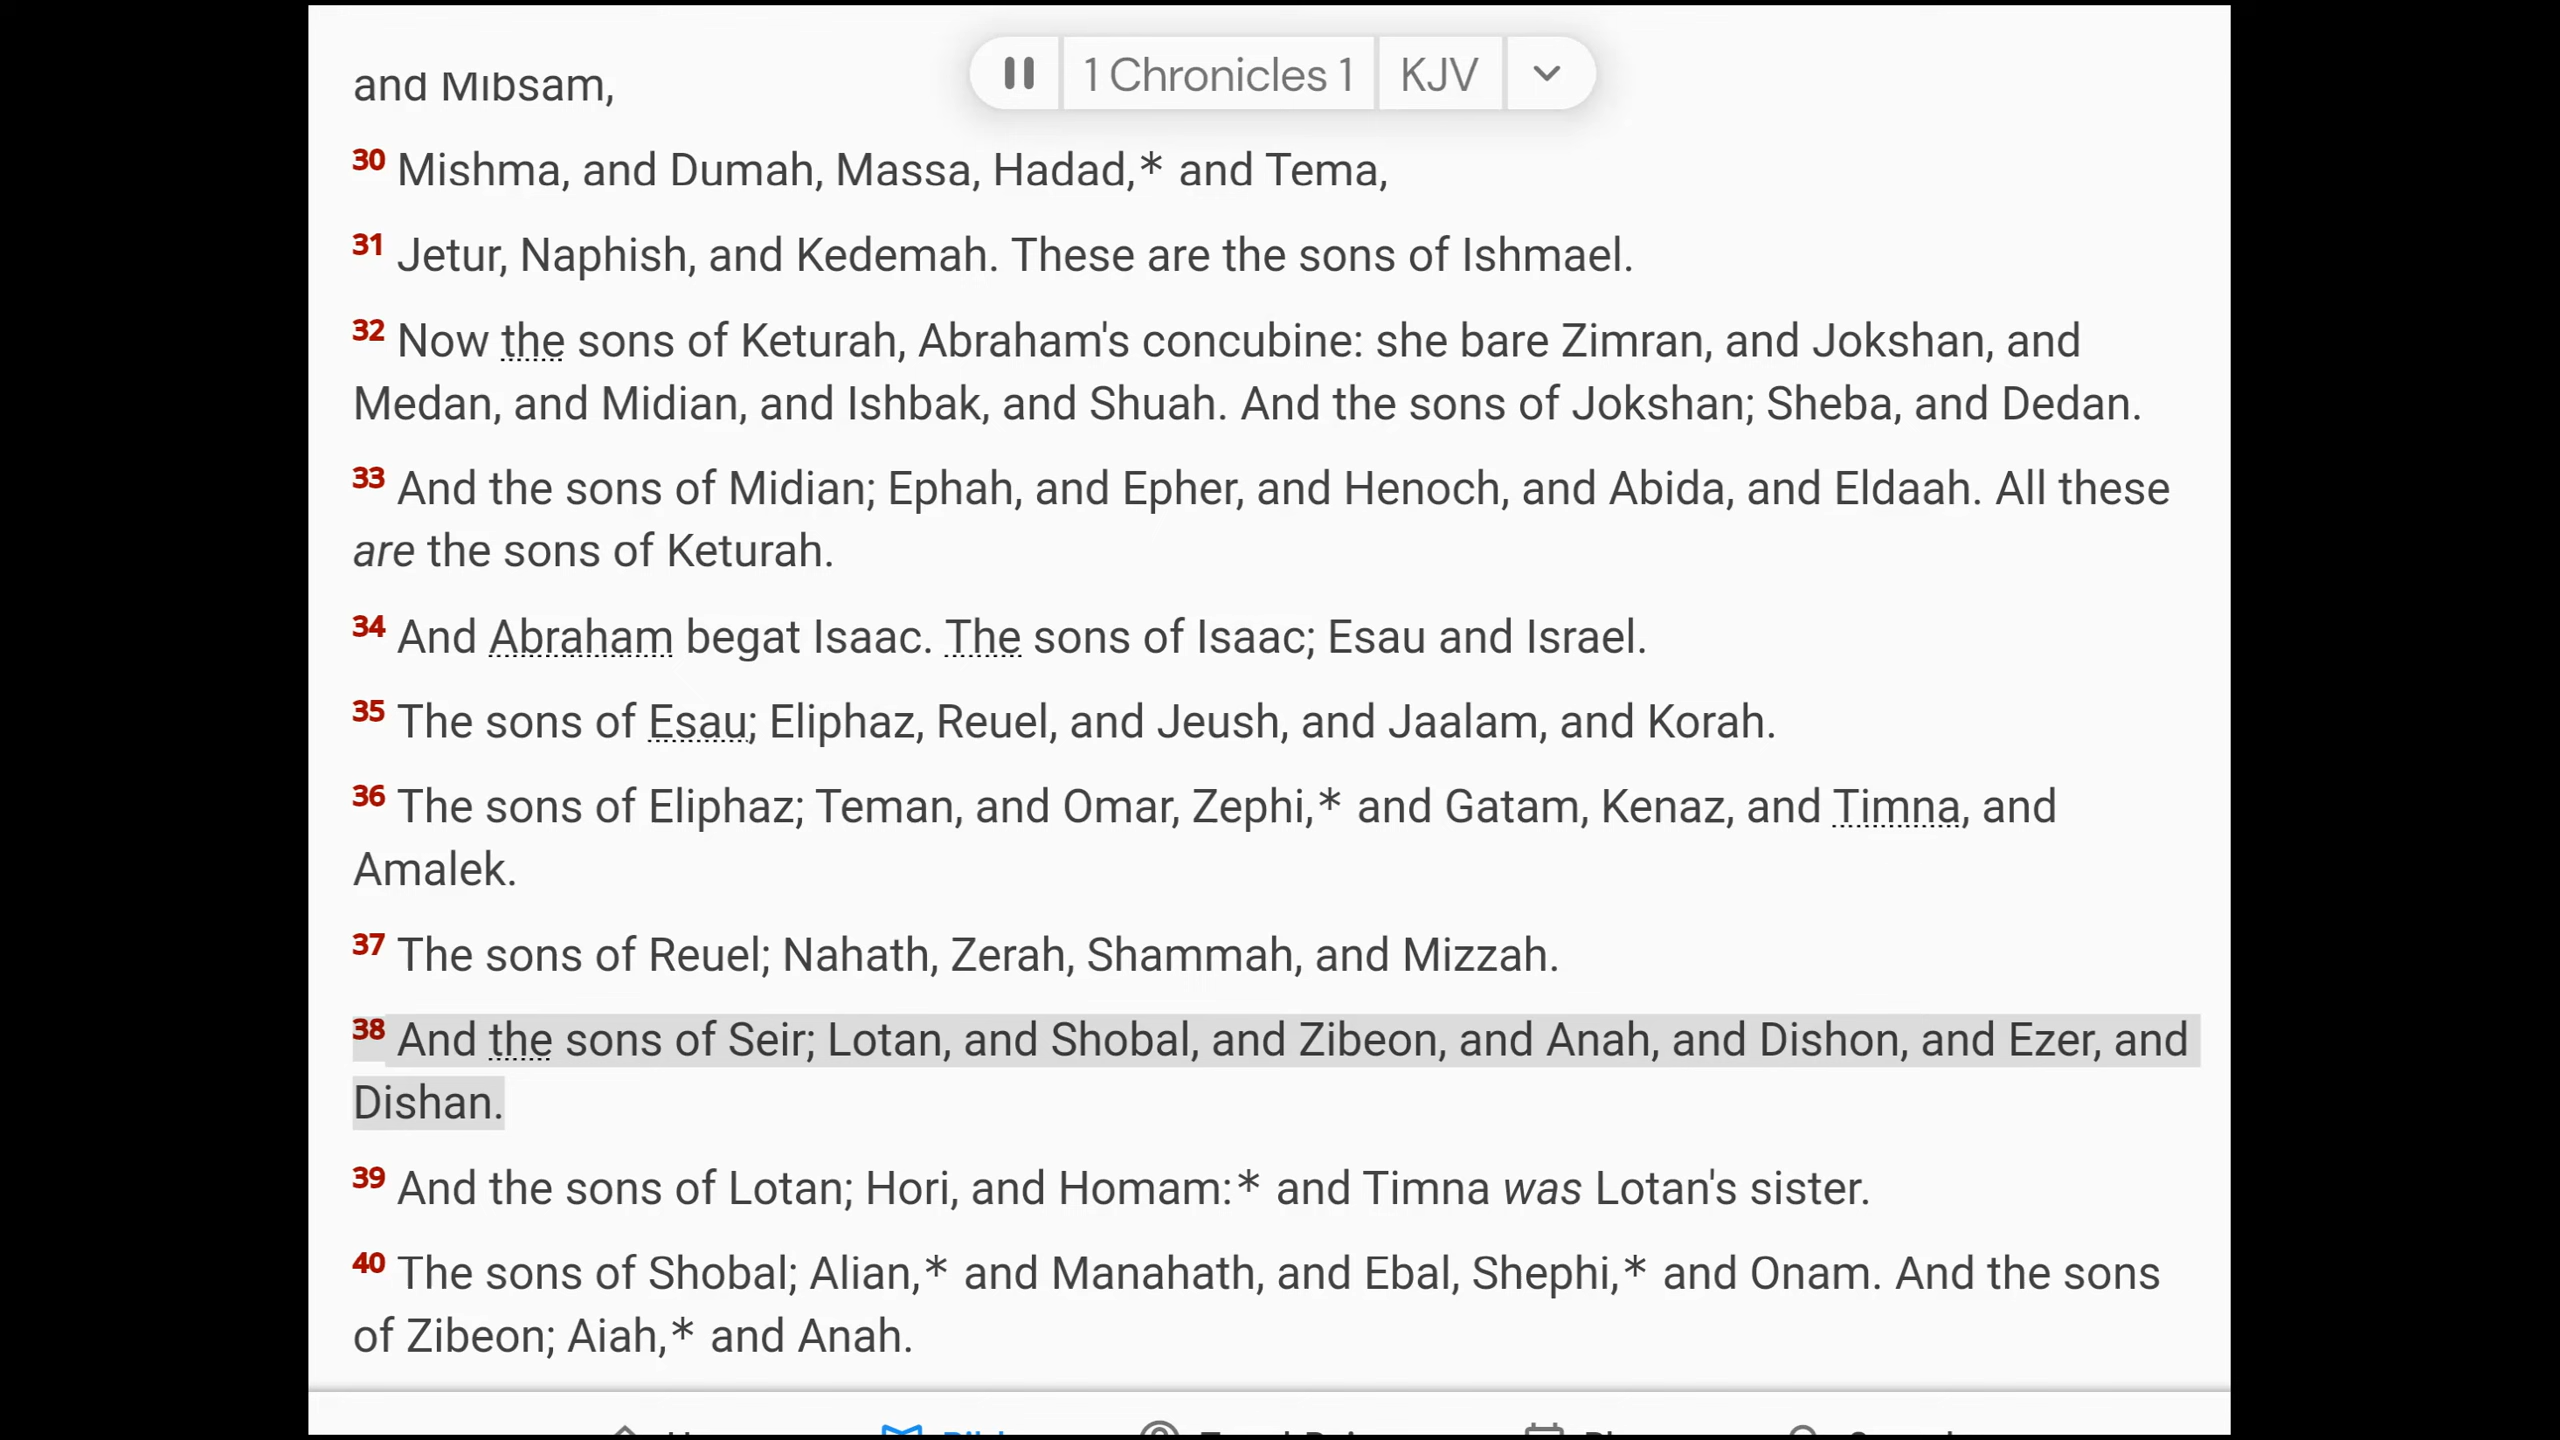 and Mibsam,
1 Chronicles 1 KJV
30 Mishma, and Dumah, Massa, Hadad,* and Tema,
31 Jetur, Naphish, and Kedemah. These are the sons of Ishmael.
32 Now the sons of Keturah, Abraham's concubine: she bare Zimran, and Jokshan, and
Medan, and Midian, and Ishbak, and Shuah. And the sons of Jokshan; Sheba, and Dedan.
33 And the sons of Midian; Ephah, and Epher, and Henoch, and Abida, and Eldaah. All these
are the sons of Keturah.
34 And Abraham begat Isaac. The sons of Isaac; Esau and Israel.
35 The sons of Esau; Eliphaz, Reuel, and Jeush, and Jaalam, and Korah.
36 The sons of Eliphaz; Teman, and Omar, Zephi,* and Gatam, Kenaz, and Timna, and
Amalek.
37 The sons of Reuel; Nahath, Zerah, Shammah, and Mizzah.
38 And the sons of Seir; Lotan, and Shobal, and Zibeon, and Anah, and Dishon, and Ezer, and
Dishan.
39 And the sons of Lotan; Hori, and Homam:* and Timna was Lotan's sister.
40 The sons of Shobal; Alian,* and Manahath, and Ebal, Shephi,* and Onam. And the sons
of Zibeon; Aiah,* and Anah.